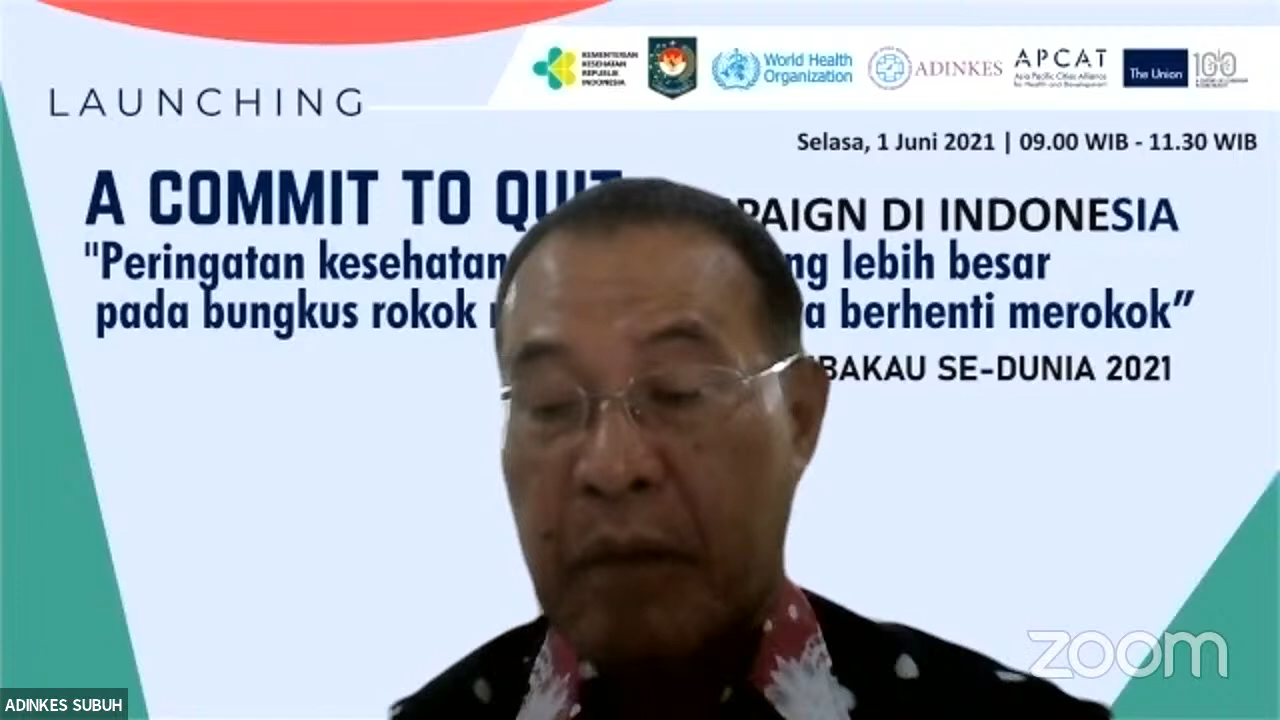 KEMENTERIAN
KESEHATAN
REPUBLIK
INDONESIA
World Health
Organization
ADINKES
APCAT
Asia Pacific Cities Alliance
for Health and Development
The Union
100
LAUNCHING
Selasa, 1 Juni 2021 | 09.00 WIB - 11.30 WIB
A COMMIT TO QUIT PAIGN DI INDONESIA
"Peringatan kesehatan ng lebih besar
pada bungkus rokok a berhenti merokok”
BAKAU SE-DUNIA 2021
zoom
ADINKES SUBUH